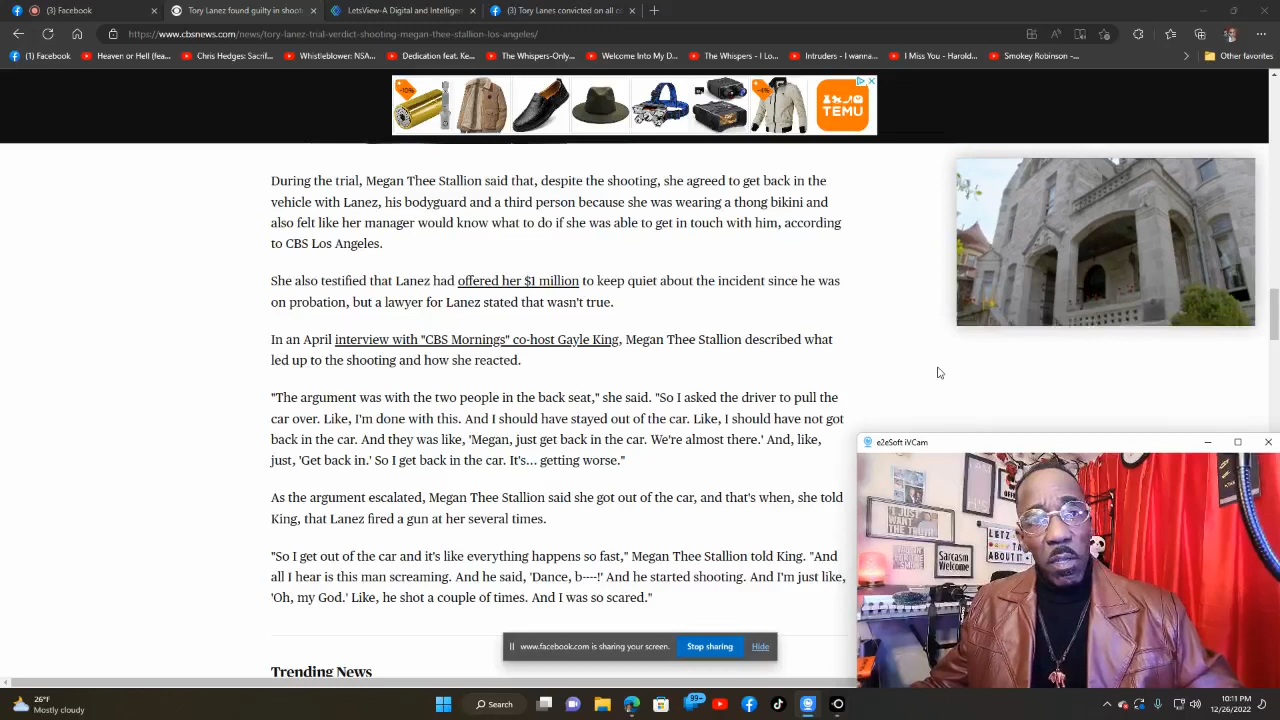 (3) Facebook
Tory Lanez found guilty in shooti
LetsView-A Digital and Intelligen
(3) Tory Lanes convicted on all co
https://www.cbsnews.com/news/tory-lanez-trial-verdict-shooting-megan-thee-stallion-los-angeles/
(1) Facebook
Heaven or Hell (fea...
Chris Hedges: Sacrif...
Whistleblower: NSA...
Dedication feat. Ke...
The Whispers-Only...
Welcome Into My D...
The Whispers - I Lo...
Intruders - I wanna...
I Miss You - Harold...
Smokey Robinson -...
Other favorites
-10%
-4%
TEMU
During the trial, Megan Thee Stallion said that, despite the shooting, she agreed to get back in the
vehicle with Lanez, his bodyguard and a third person because she was wearing a thong bikini and
also felt like her manager would know what to do if she was able to get in touch with him, according
to CBS Los Angeles.
She also testified that Lanez had offered her $1 million to keep quiet about the incident since he was
on probation, but a lawyer for Lanez stated that wasn't true.
In an April interview with "CBS Mornings" co-host Gayle King, Megan Thee Stallion described what
led up to the shooting and how she reacted.
"The argument was with the two people in the back seat," she said. "So I asked the driver to pull the
car over. Like, I'm done with this. And I should have stayed out of the car. Like, I should have not got
back in the car. And they was like, 'Megan, just get back in the car. We're almost there.' And, like,
just, 'Get back in.' So I get back in the car. It's... getting worse."
As the argument escalated, Megan Thee Stallion said she got out of the car, and that's when, she told
King, that Lanez fired a gun at her several times.
"So I get out of the car and it's like everything happens so fast," Megan Thee Stallion told King. "And
all I hear is this man screaming. And he said, 'Dance, b----!' And he started shooting. And I'm just like,
'Oh, my God.' Like, he shot a couple of times. And I was so scared."
Trending News
www.facebook.com is sharing your screen.
Stop sharing
Hide
e2eSoft iVCam
JUST
WANT THE
TRUTH
Sarcasm
Welcome
LETZ
ABOUT
26°F
Mostly cloudy
Search
99+
10:11 PM
12/26/2022